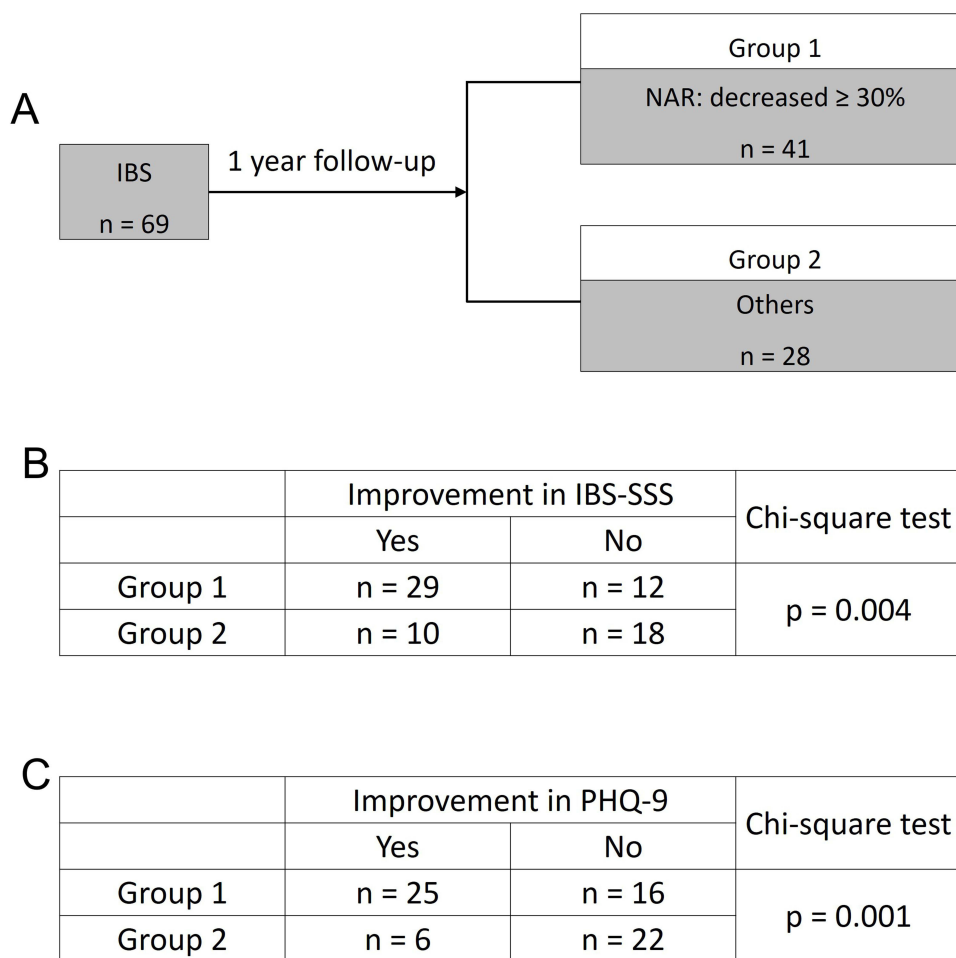 A
IBS
n = 69
1 year follow-up
Group 1
NAR: decreased ≥ 30%
n = 41
Group 2
Others
n = 28
B
Improvement in IBS-SSS
Chi-square test
Yes No
Group 1 n = 29 n = 12
p = 0.004
Group 2 n = 10 n = 18
C
Improvement in PHQ-9
Chi-square test
Yes No
Group 1 n = 25 n = 16
p = 0.001
Group 2 n = 6 n = 22